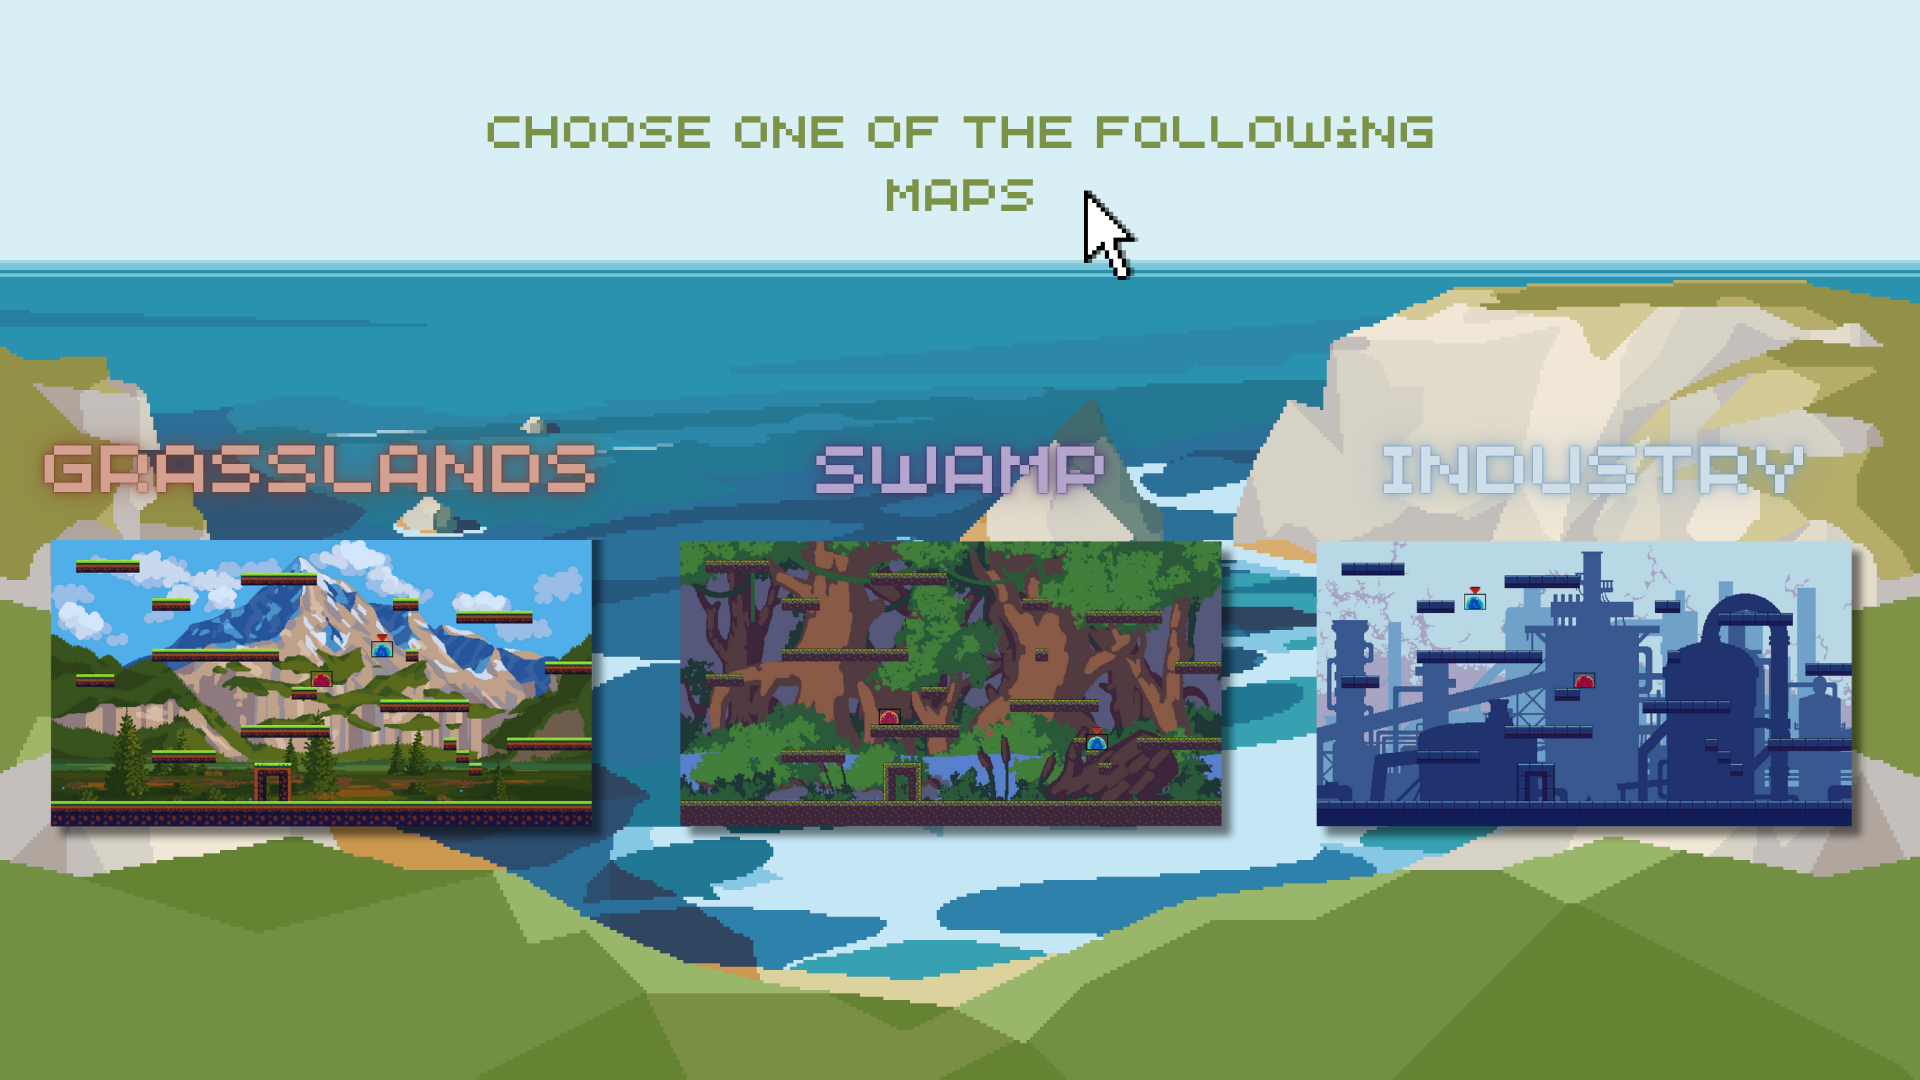 CHOOSE ONE OF THE FOLLOWiNG
MAPS
GRASSLANDS
SWAMP
INDUSTRY